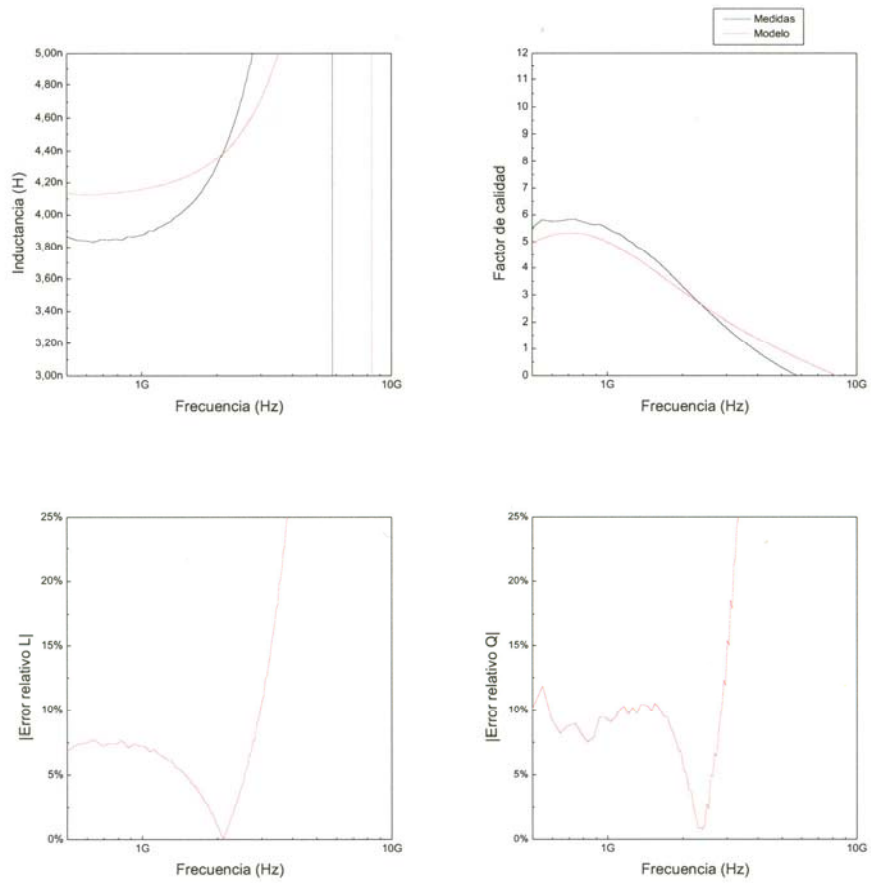 Medidas
Modelo
5,00n
4,80n
4,60n
4,40n
4,20n
4,00n
3,80n
3,60n
3,40n
3,20n
3,00n
Inductancia (H)
1G
10G
Frecuencia (Hz)
12
11
10
9
8
7
6
5
4
3
2
1
0
Factor de calidad
1G
10G
Frecuencia (Hz)
25%
20%
15%
10%
5%
0%
|Error relativo L|
1G
10G
Frecuencia (Hz)
25%
20%
15%
10%
5%
0%
|Error relativo Q|
1G
10G
Frecuencia (Hz)